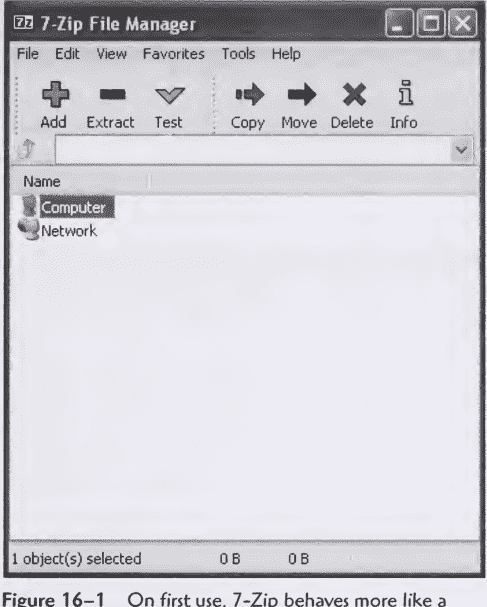 7z 7-Zip File Manager
File Edit View Favorites Tools Help
Add Extract Test Copy Move Delete Info
Name
Computer
Network
1 object(s) selected 0 B 0 B
Figure 16–1 On first use, 7-Zip behaves more like a